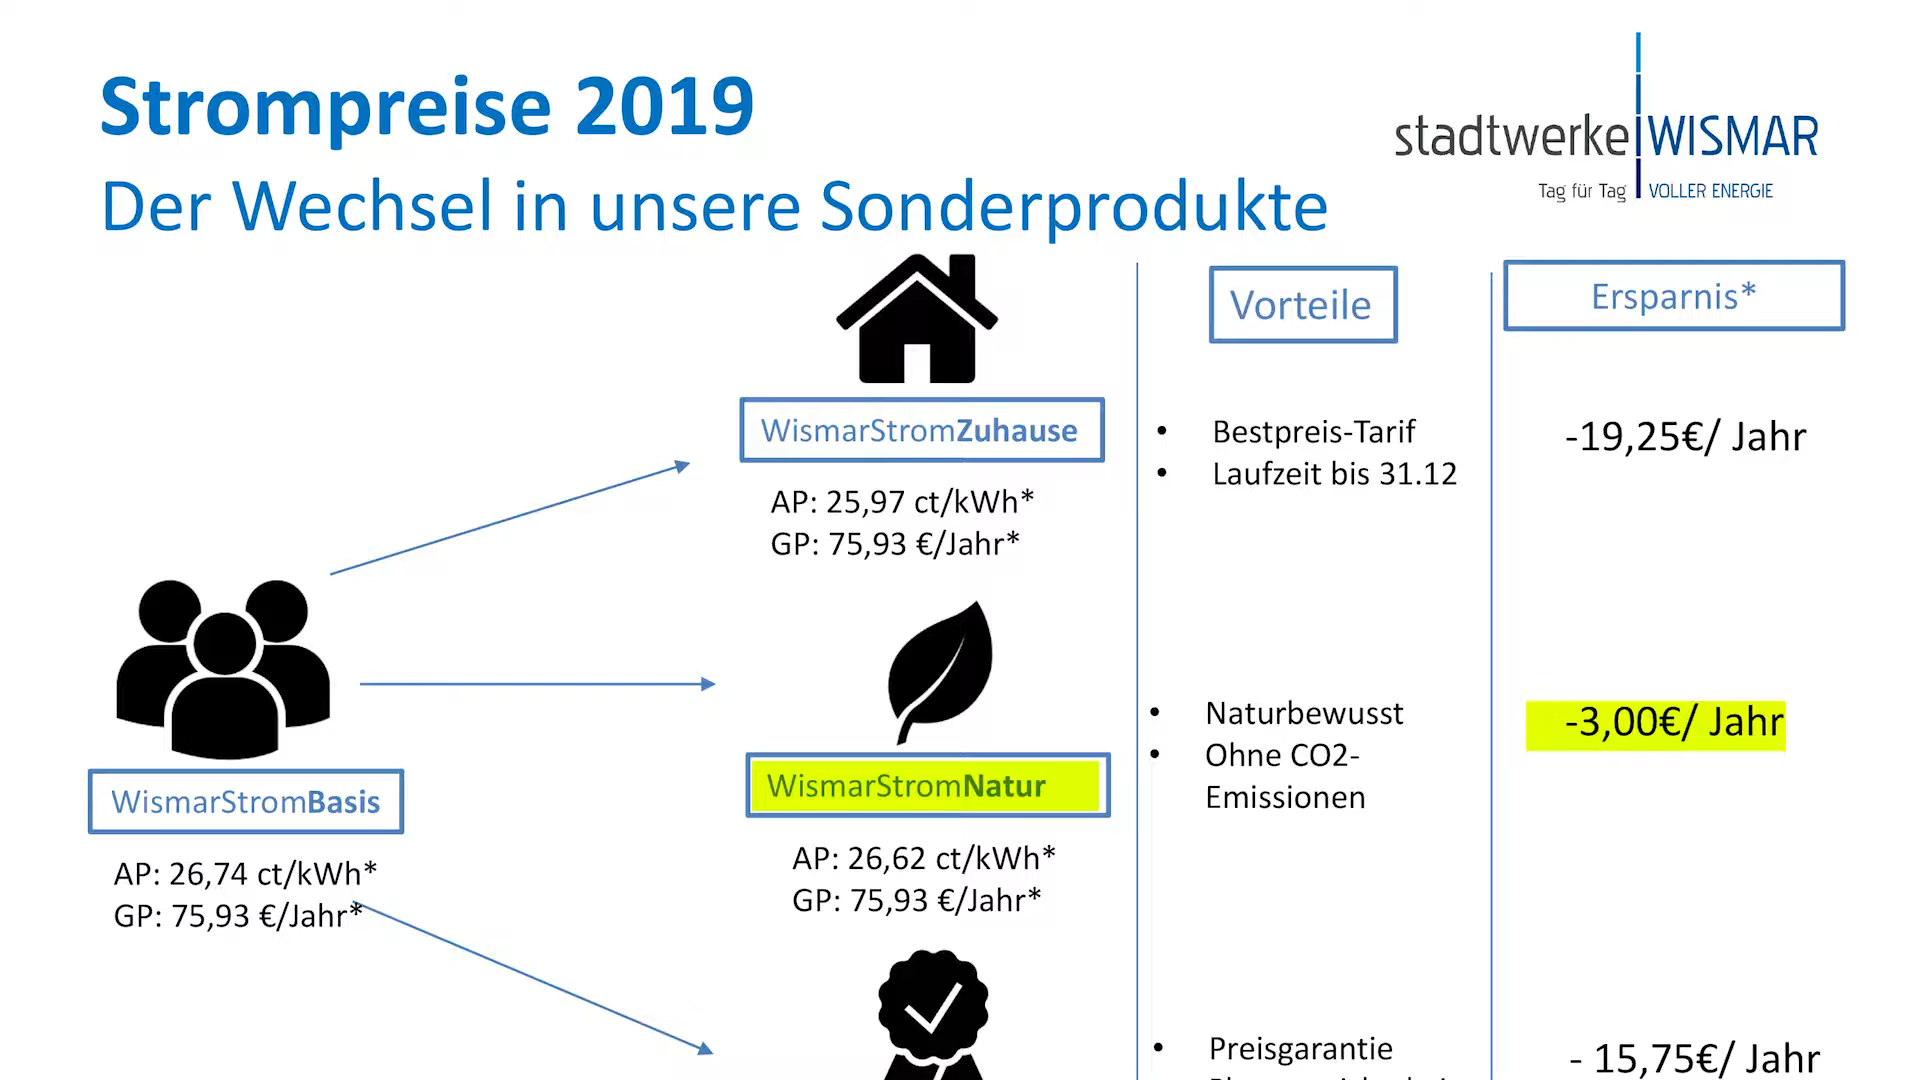 Strompreise 2019
Der Wechsel in unsere Sonderprodukte
stadtwerke WISMAR
Tag für Tag VOLLER ENERGIE
Vorteile
Ersparnis*
WismarStromZuhause
AP: 25,97 ct/kWh*
GP: 75,93 €/Jahr*
• Bestpreis-Tarif
• Laufzeit bis 31.12
-19,25€/ Jahr
WismarStromBasis
AP: 26,74 ct/kWh*
GP: 75,93 €/Jahr*
WismarStromNatur
AP: 26,62 ct/kWh*
GP: 75,93 €/Jahr*
• Naturbewusst
• Ohne CO2-
Emissionen
-3,00€/ Jahr
• Preisgarantie
- 15,75€/ Jahr